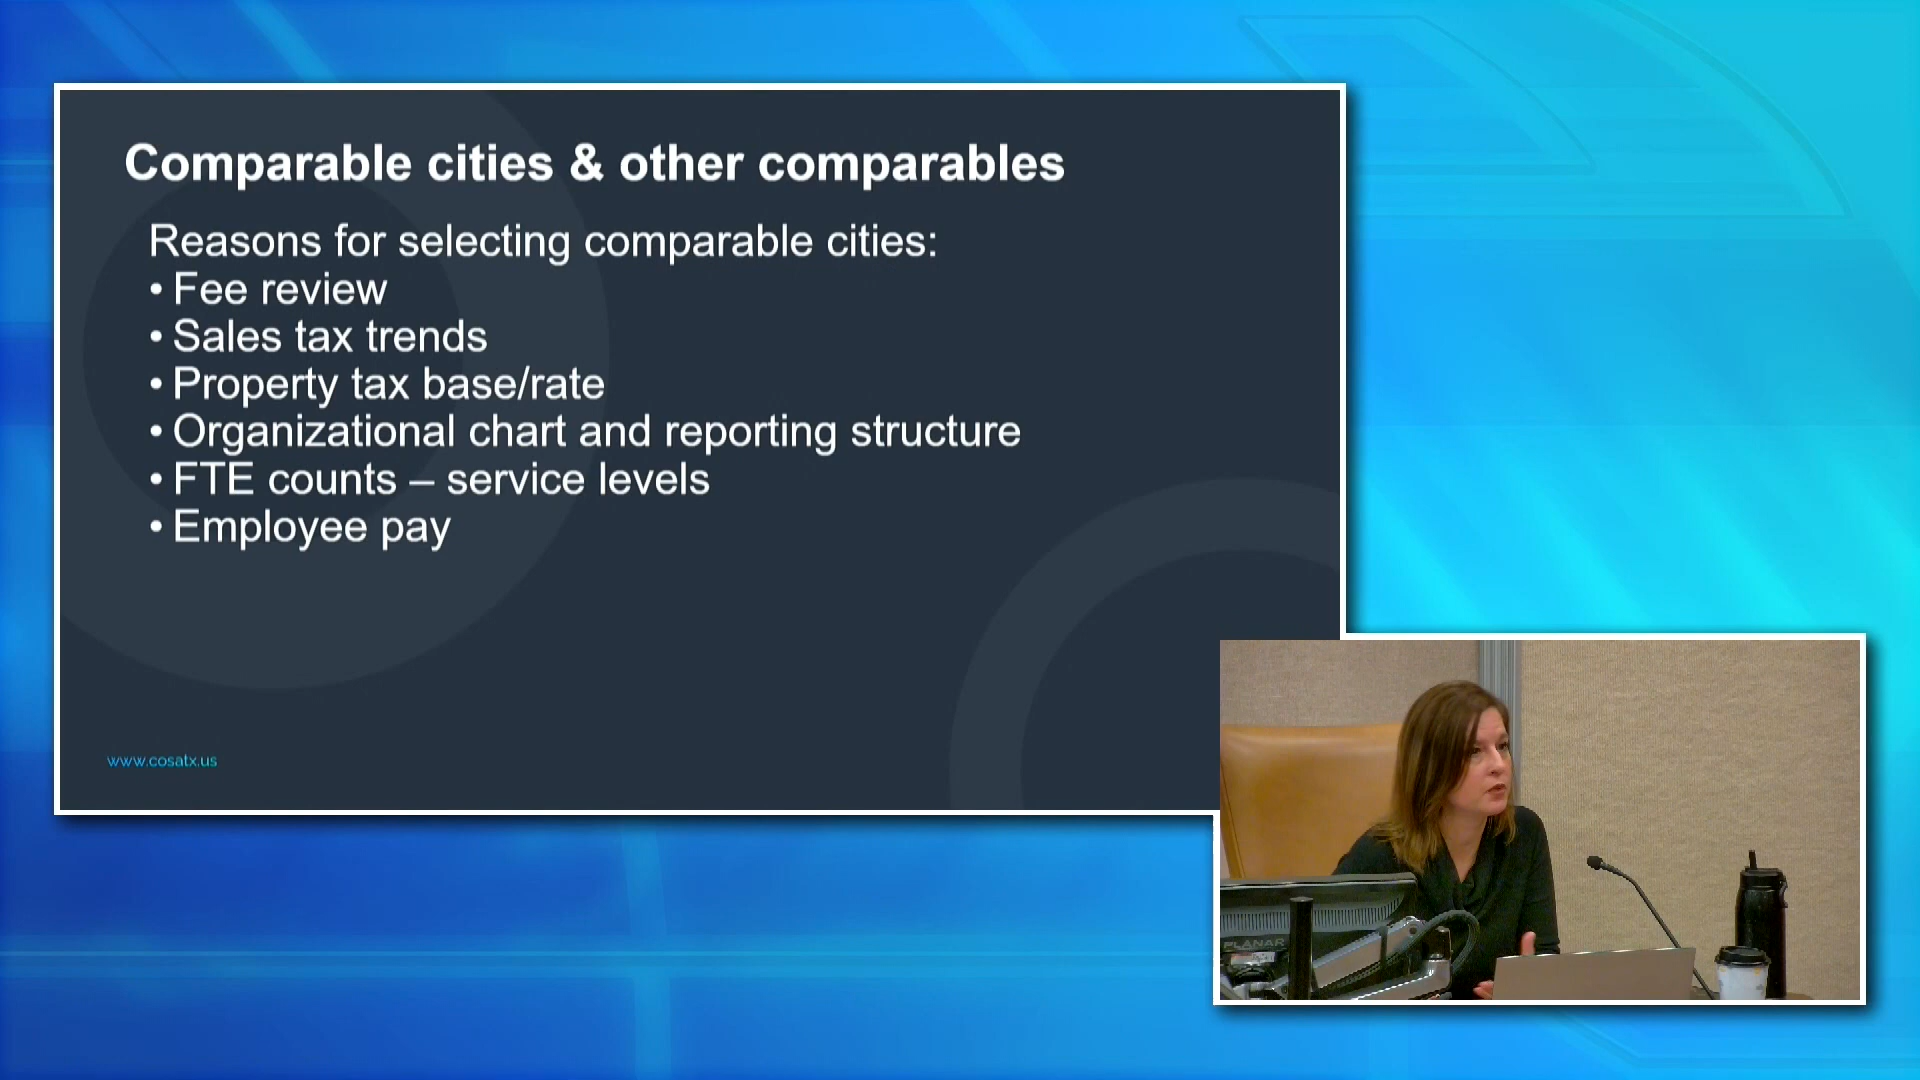 Comparable cities & other comparables
Reasons for selecting comparable cities:
• Fee review
• Sales tax trends
• Property tax base/rate
• Organizational chart and reporting structure
• FTE counts – service levels
• Employee pay
www.cosatx.us
PLANAR